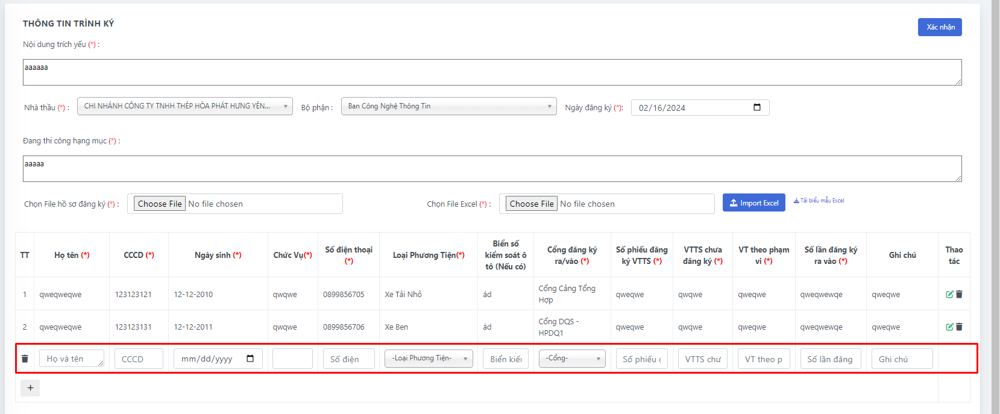 THÔNG TIN TRÌNH KÝ
Xác nhận
Nội dung trích yếu (*) :
aaaaaa
Nhà thầu (*) : CHI NHÁNH CÔNG TY TNHH THÉP HÒA PHÁT HƯNG YÊN... Bộ phận : Ban Công Nghệ Thông Tin Ngày đăng ký (*): 02/16/2024
Đang thi công hạng mục (*) :
aaaaa
Chọn File hồ sơ đăng ký (*) : Choose File No file chosen Chọn File Excel (*) : Choose File No file chosen Import Excel Tải biểu mẫu Excel
TT Họ tên (*) CCCD (*) Ngày sinh (*) Chức Vụ(*) Số điện thoại (*) Loại Phương Tiện(*) Biển số kiểm soát ô tô (Nếu có) Cổng đăng ký ra/vào (*) Số phiếu đăng ký VTTS (*) VTTS chưa đăng ký (*) VT theo phạm vi (*) Số lần đăng ký ra vào (*) Ghi chú Thao tác
1 qweqweqwe 123123121 12-12-2010 qwqwe 0899856705 Xe Tải Nhỏ ád Cổng Cảng Tổng Hợp qweqwe qwqwe qweqwe qweqwewqe qweqwe
2 qweqweqwe 123123131 12-12-2011 qwqwe 0899856706 Xe Ben ád Cổng DQS - HPDQ1 qweqwe qwqwe qweqwe qweqwewqe qweqwe
Họ và tên CCCD mm/dd/yyyy Số điện -Loại Phương Tiện- Biển kiể -Cổng- Số phiếu VTTS chư VT theo p Số lần đăng Ghi chú
+